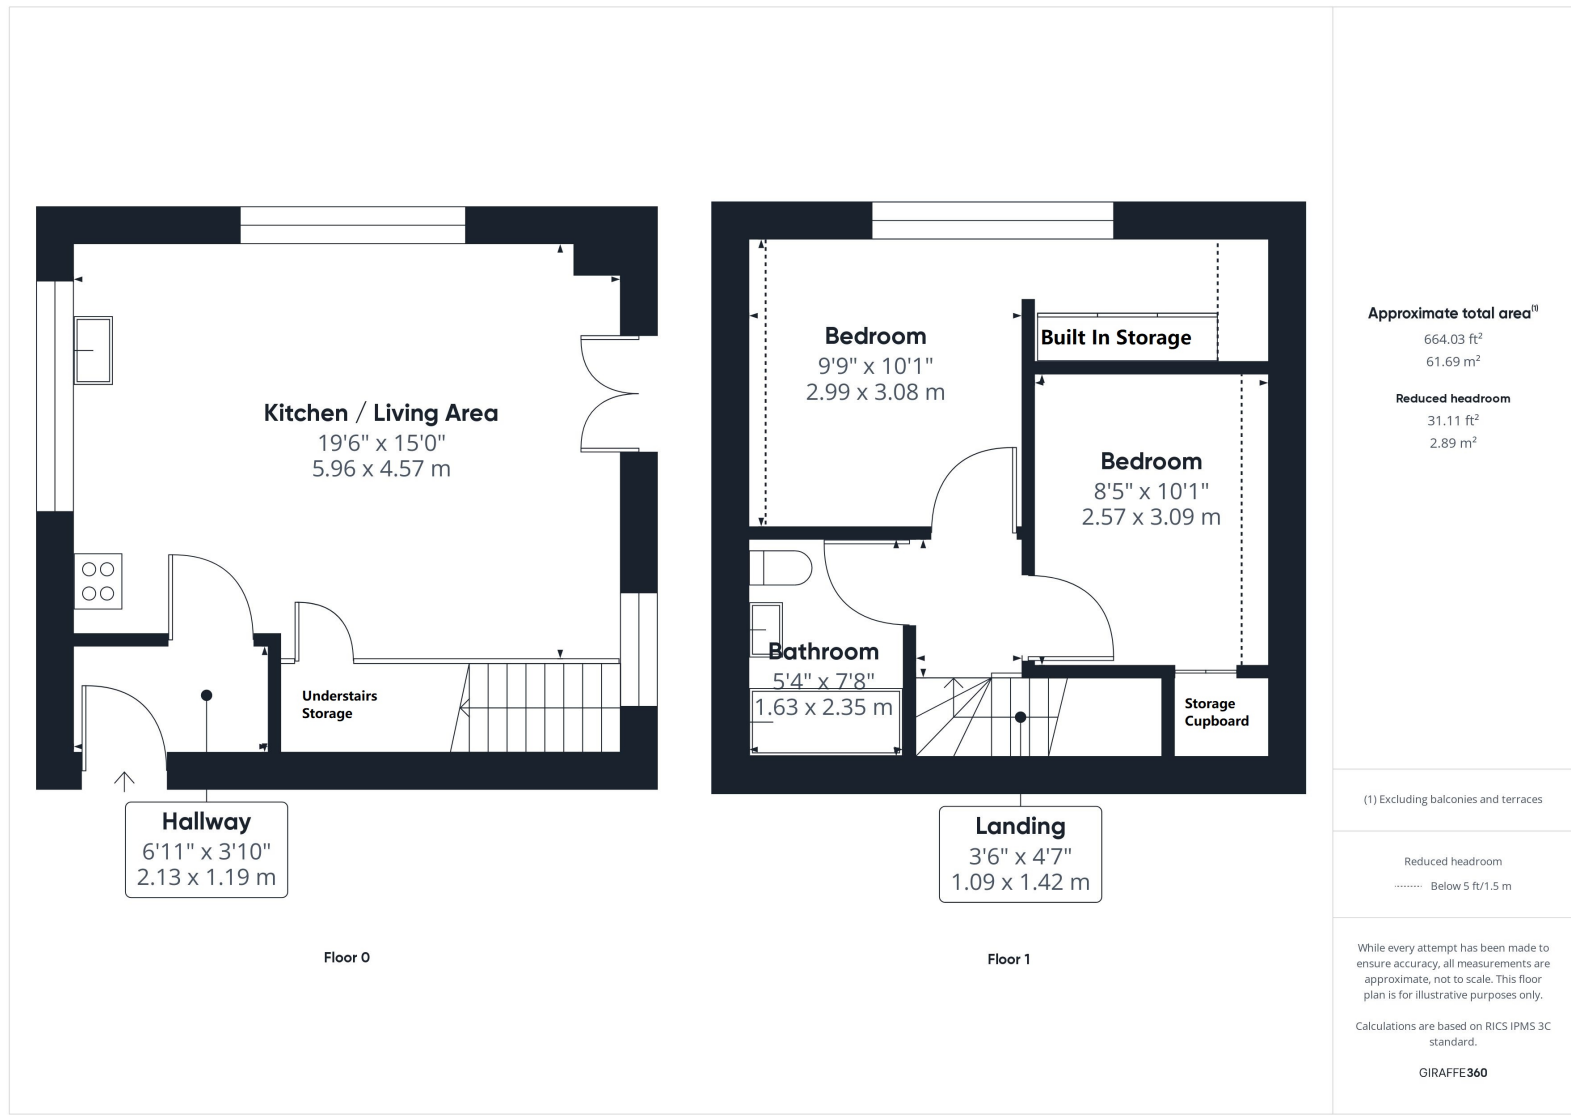 Kitchen / Living Area
19'6" x 15'0"
5.96 x 4.57 m
Understairs
Storage
Hallway
6'11" x 3'10"
2.13 x 1.19 m
Floor 0
Bedroom
9'9" x 10'1"
2.99 x 3.08 m
Built In Storage
Bedroom
8'5" x 10'1"
2.57 x 3.09 m
Bathroom
5'4" x 7'8"
1.63 x 2.35 m
Storage
Cupboard
Landing
3'6" x 4'7"
1.09 x 1.42 m
Floor 1
Approximate total area(1)
664.03 ft²
61.69 m²
Reduced headroom
31.11 ft²
2.89 m²
(1) Excluding balconies and terraces
Reduced headroom
Below 5 ft/1.5 m
While every attempt has been made to
ensure accuracy, all measurements are
approximate, not to scale. This floor
plan is for illustrative purposes only.
Calculations are based on RICS IPMS 3C
standard.
GIRAFFE360